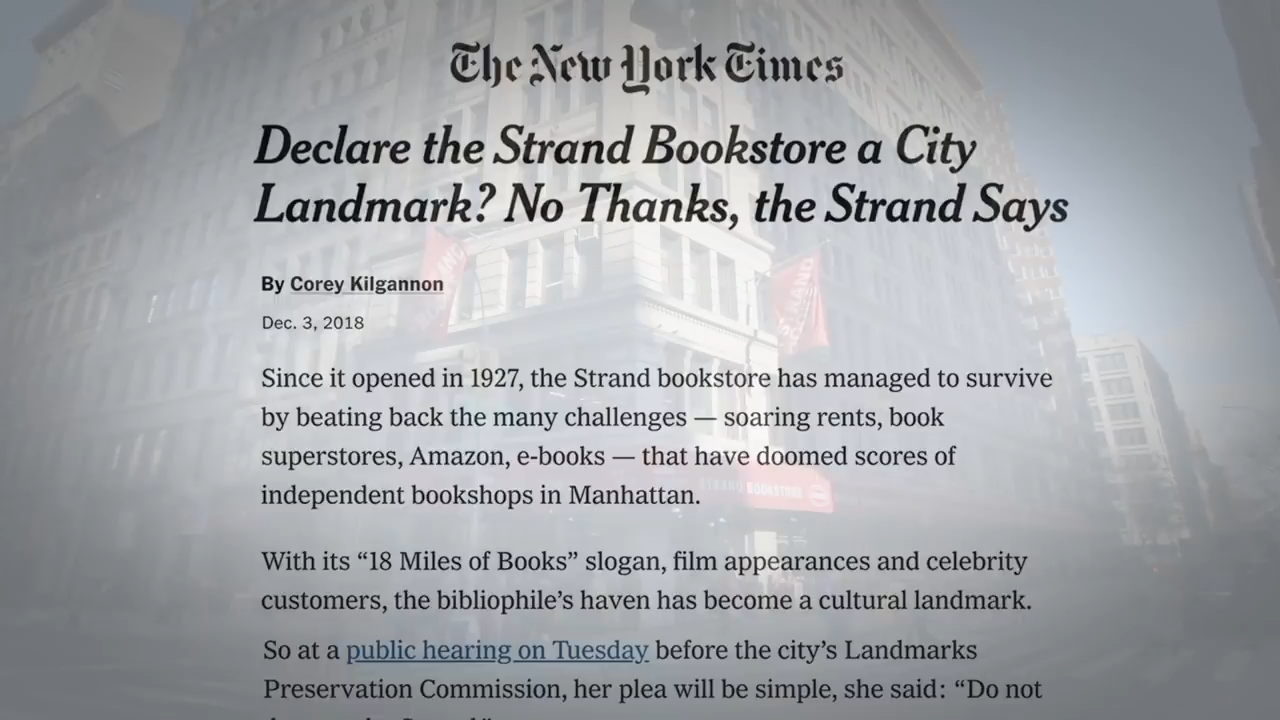 The New York Times
Declare the Strand Bookstore a City
Landmark? No Thanks, the Strand Says
By Corey Kilgannon
Dec. 3, 2018
Since it opened in 1927, the Strand bookstore has managed to survive
by beating back the many challenges — soaring rents, book
superstores, Amazon, e-books — that have doomed scores of
independent bookshops in Manhattan.
STRAND BOOKSTORE
With its “18 Miles of Books” slogan, film appearances and celebrity
customers, the bibliophile’s haven has become a cultural landmark.
So at a public hearing on Tuesday before the city’s Landmarks
Preservation Commission, her plea will be simple, she said: “Do not